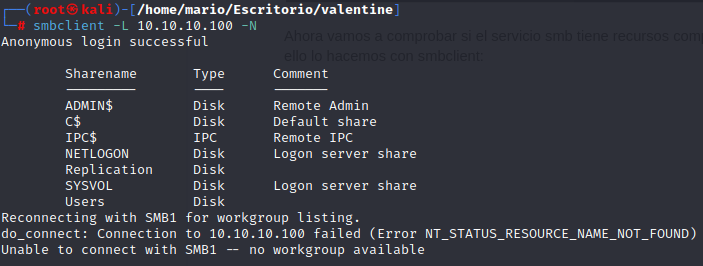 ┌──(root㉿kali)-[/home/mario/Escritorio/valentine]
└─# smbclient -L 10.10.10.100 -N
Anonymous login successful
Ahora vamos a comprobar si el servicio smb tiene recursos com
ello lo hacemos con smbclient:
Sharename Type Comment
--------- ---- -------
ADMIN$ Disk Remote Admin
C$ Disk Default share
IPC$ IPC Remote IPC
NETLOGON Disk Logon server share
Replication Disk
SYSVOL Disk Logon server share
Users Disk
Reconnecting with SMB1 for workgroup listing.
do_connect: Connection to 10.10.10.100 failed (Error NT_STATUS_RESOURCE_NAME_NOT_FOUND)
Unable to connect with SMB1 -- no workgroup available